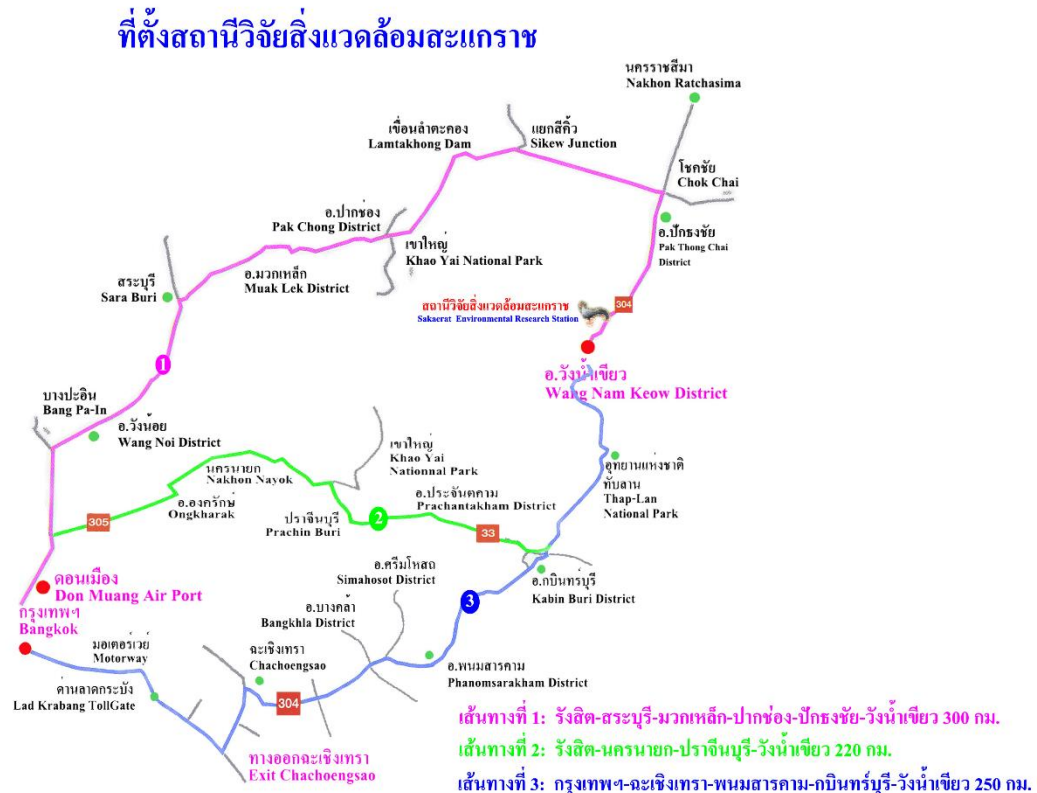 ที่ตั้งสถานีวิจัยสิ่งแวดล้อมสะแกราช
นครราชสีมา
Nakhon Ratchasima
เขื่อนลำตะคอง
Lamtakhong Dam
แยกสีคิ้ว
Sikew Junction
โชคชัย
Chok Chai
อ.ปากช่อง
Pak Chong District
อ.ปักธงชัย
Pak Thong Chai
District
เขาใหญ่
Khao Yai National Park
อ.มวกเหล็ก
Muak Lek District
สระบุรี
Sara Buri
สถานีวิจัยสิ่งแวดล้อมสะแกราช
Sakaerat Environmental Research Station
304
1
อ.วังน้ำเขียว
Wang Nam Keow District
บางปะอิน
Bang Pa-In
อ.วังน้อย
Wang Noi District
เขาใหญ่
Khao Yai
Nationnal Park
นครนายก
Nakhon Nayok
อุทยานแห่งชาติ
ทับลาน
Thap-Lan
National Park
อ.องครักษ์
Ongkharak
อ.ประจันตคาม
Prachantakham District
305
ปราจีนบุรี
Prachin Buri
2
33
อ.ศรีมโหสถ
Simahosot District
อ.กบินทร์บุรี
Kabin Buri District
ดอนเมือง
Don Muang Air Port
3
กรุงเทพฯ
Bangkok
อ.บางคล้า
Bangkhla District
มอเตอร์เวย์
Motorway
ฉะเชิงเทรา
Chachoengsao
อ.พนมสารคาม
Phanomsarakham District
ด่านลาดกระบัง
Lad Krabang TollGate
304
ทางออกฉะเชิงเทรา
Exit Chachoengsao
เส้นทางที่ 1: รังสิต-สระบุรี-มวกเหล็ก-ปากช่อง-ปักธงชัย-วังน้ำเขียว 300 กม.
เส้นทางที่ 2: รังสิต-นครนายก-ปราจีนบุรี-วังน้ำเขียว 220 กม.
เส้นทางที่ 3: กรุงเทพฯ-ฉะเชิงเทรา-พนมสารคาม-กบินทร์บุรี-วังน้ำเขียว 250 กม.